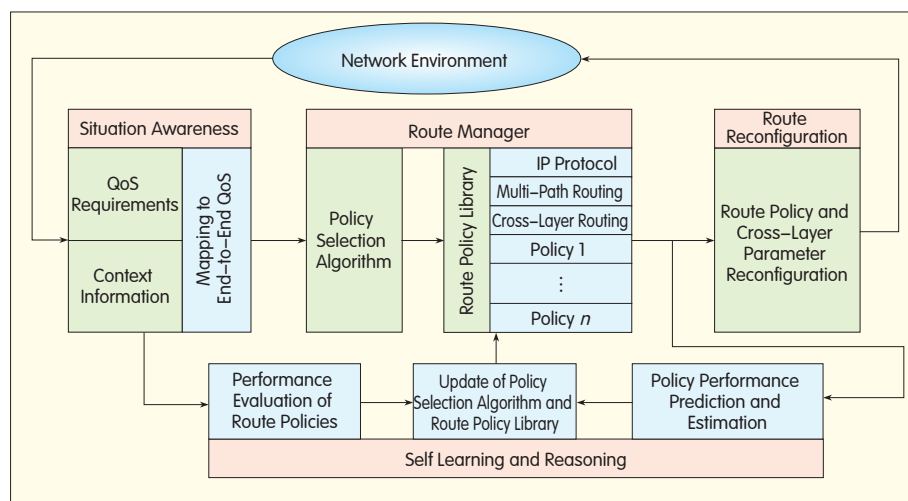 Network Environment
Situation Awareness
QoS
Requirements
Context
Information
Mapping to
End-to-End QoS
Route Manager
Policy
Selection
Algorithm
Route Policy Library
IP Protocol
Multi-Path Routing
Cross-Layer Routing
Policy 1
⋮
Policy n
Route
Reconfiguration
Route Policy and
Cross-Layer
Parameter
Reconfiguration
Performance
Evaluation of
Route Policies
Update of Policy
Selection Algorithm and
Route Policy Library
Policy Performance
Prediction and
Estimation
Self Learning and Reasoning